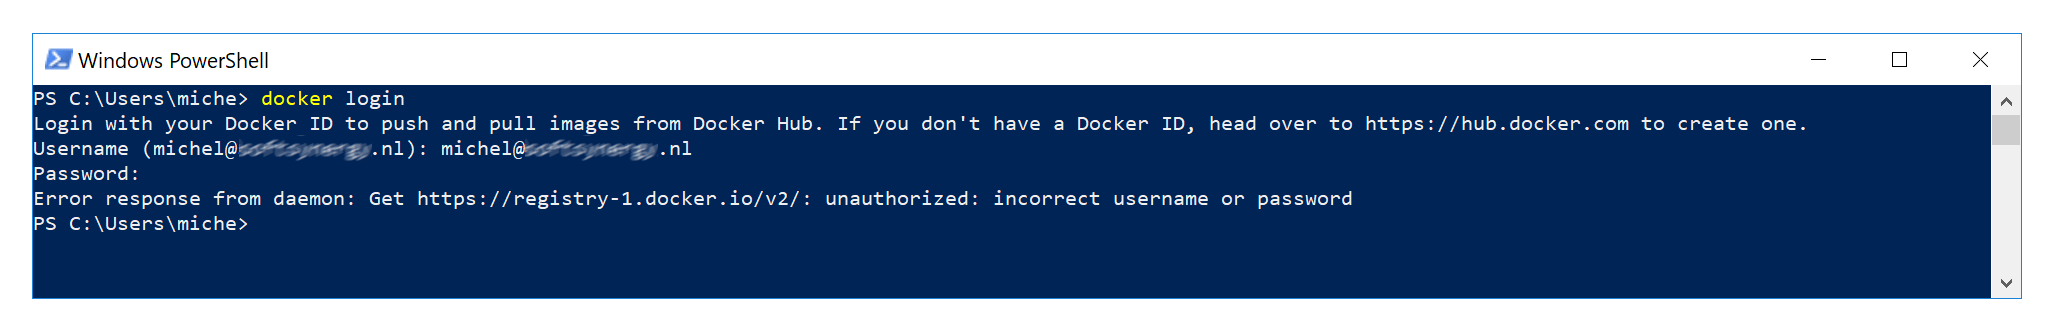 Windows PowerShell
PS C:\Users\miche> docker login
Login with your Docker ID to push and pull images from Docker Hub. If you don't have a Docker ID, head over to https://hub.docker.com to create one.
Username (michel@.nl): michel@.nl
Password:
Error response from daemon: Get https://registry-1.docker.io/v2/: unauthorized: incorrect username or password
PS C:\Users\miche>